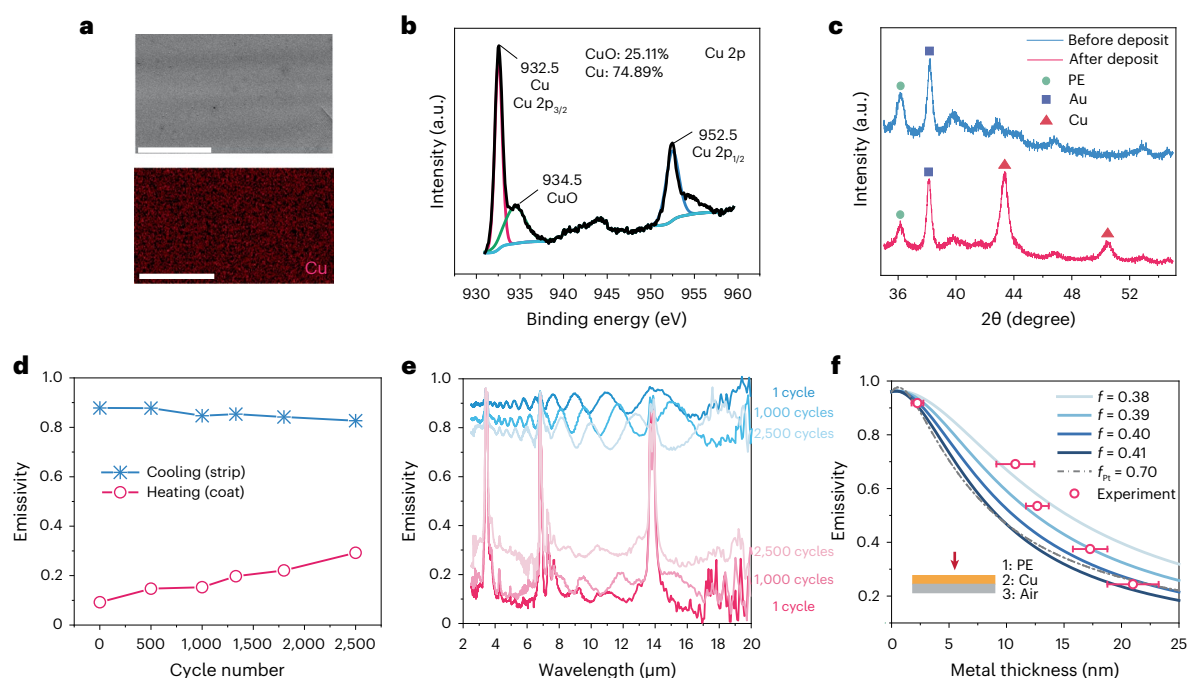 a
Cu
b
Intensity (a.u.)
932.5
Cu
Cu 2p3/2
934.5
CuO
CuO: 25.11%
Cu: 74.89%
Cu 2p
952.5
Cu 2p1/2
930 935 940 945 950 955 960
Binding energy (eV)
c
Intensity (a.u.)
Before deposit
After deposit
PE
Au
Cu
36 40 44 48 52
2θ (degree)
d
Emissivity
1.0
0.8
0.6
0.4
0.2
0
Cooling (strip)
Heating (coat)
0 500 1,000 1,500 2,000 2,500
Cycle number
e
Emissivity
1.0
0.8
0.6
0.4
0.2
0
1 cycle
1,000 cycles
2,500 cycles
2,500 cycles
1,000 cycles
1 cycle
2 4 6 8 10 12 14 16 18 20
Wavelength (μm)
f
Emissivity
1.0
0.8
0.6
0.4
0.2
f = 0.38
f = 0.39
f = 0.40
f = 0.41
fPt = 0.70
Experiment
1: PE
2: Cu
3: Air
0 5 10 15 20 25
Metal thickness (nm)